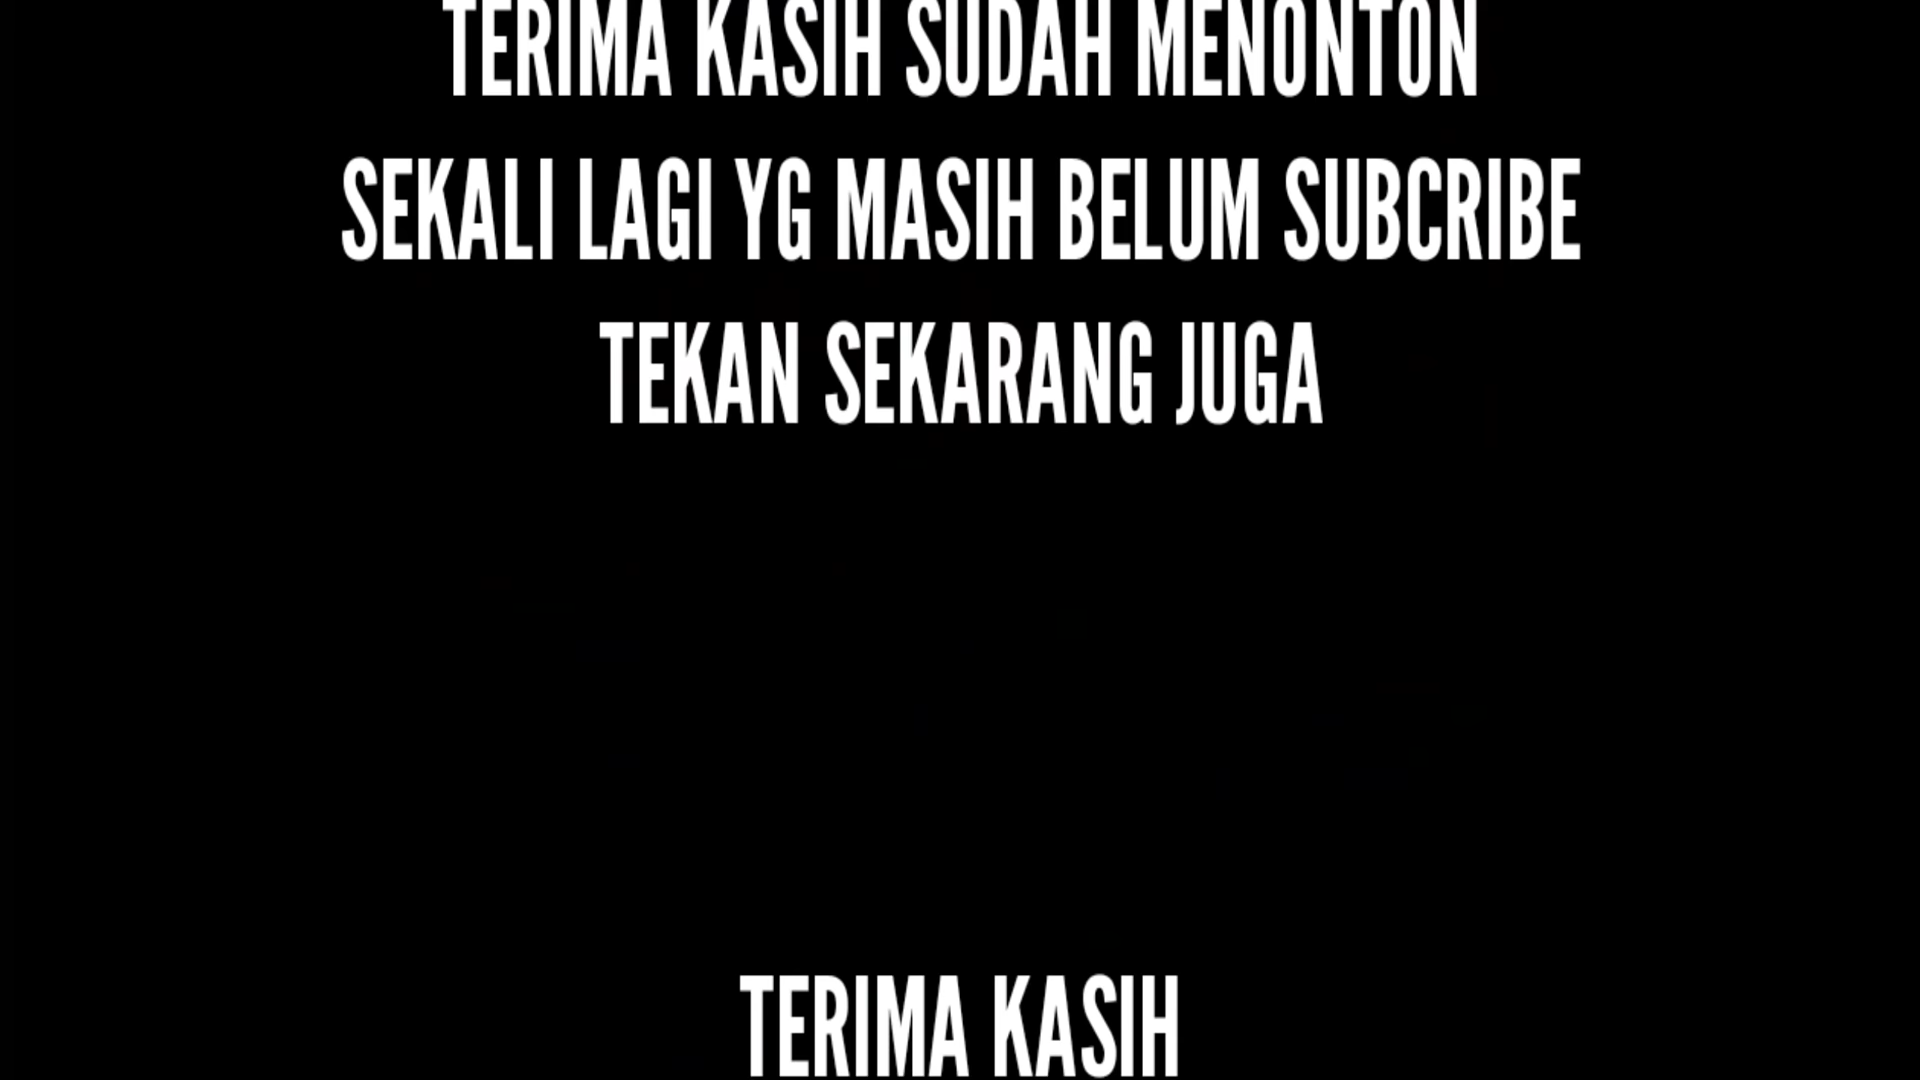 TERIMA KASIH SUDAH MENONTON
SEKALI LAGI YG MASIH BELUM SUBCRIBE
TEKAN SEKARANG JUGA
TERIMA KASIH